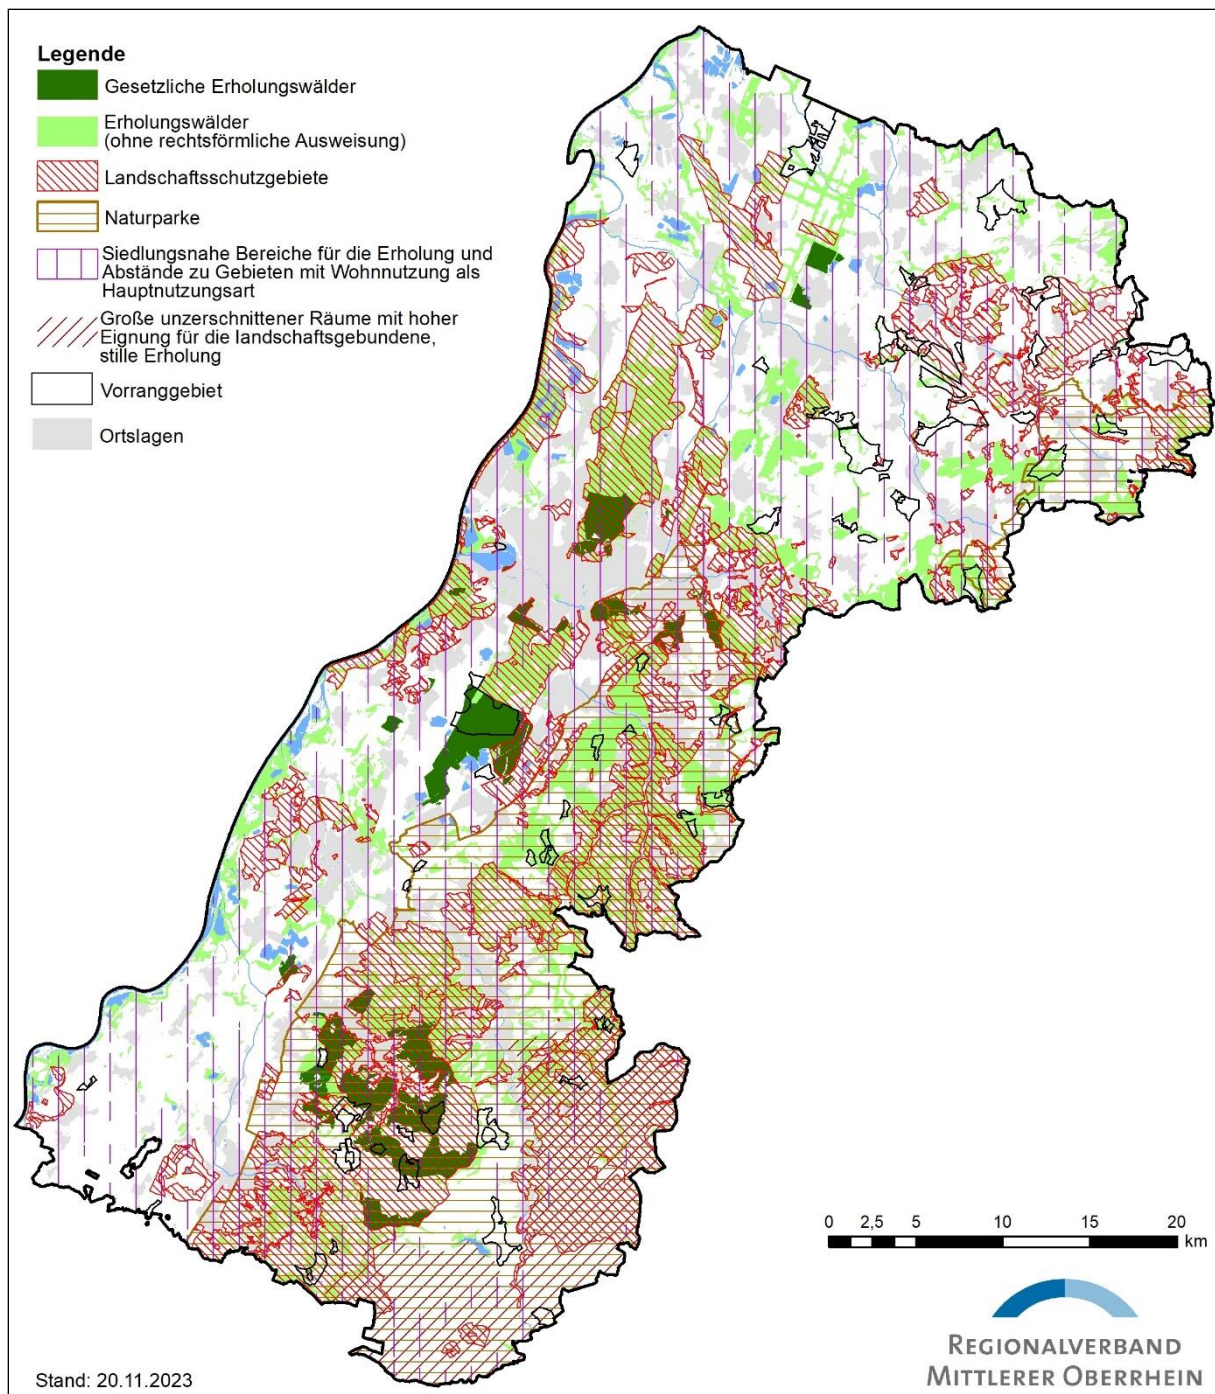 Legende
Gesetzliche Erholungswälder
Erholungswälder
(ohne rechtsförmliche Ausweisung)
Landschaftsschutzgebiete
Naturparke
Siedlungsnahe Bereiche für die Erholung und
Abstände zu Gebieten mit Wohnnutzung als
Hauptnutzungsart
Große unzerschnittener Räume mit hoher
Eignung für die landschaftsgebundene,
stille Erholung
Vorranggebiet
Ortslagen
0 2,5 5 10 15 20
km
REGIONALVERBAND
MITTLERER OBERRHEIN
Stand: 20.11.2023